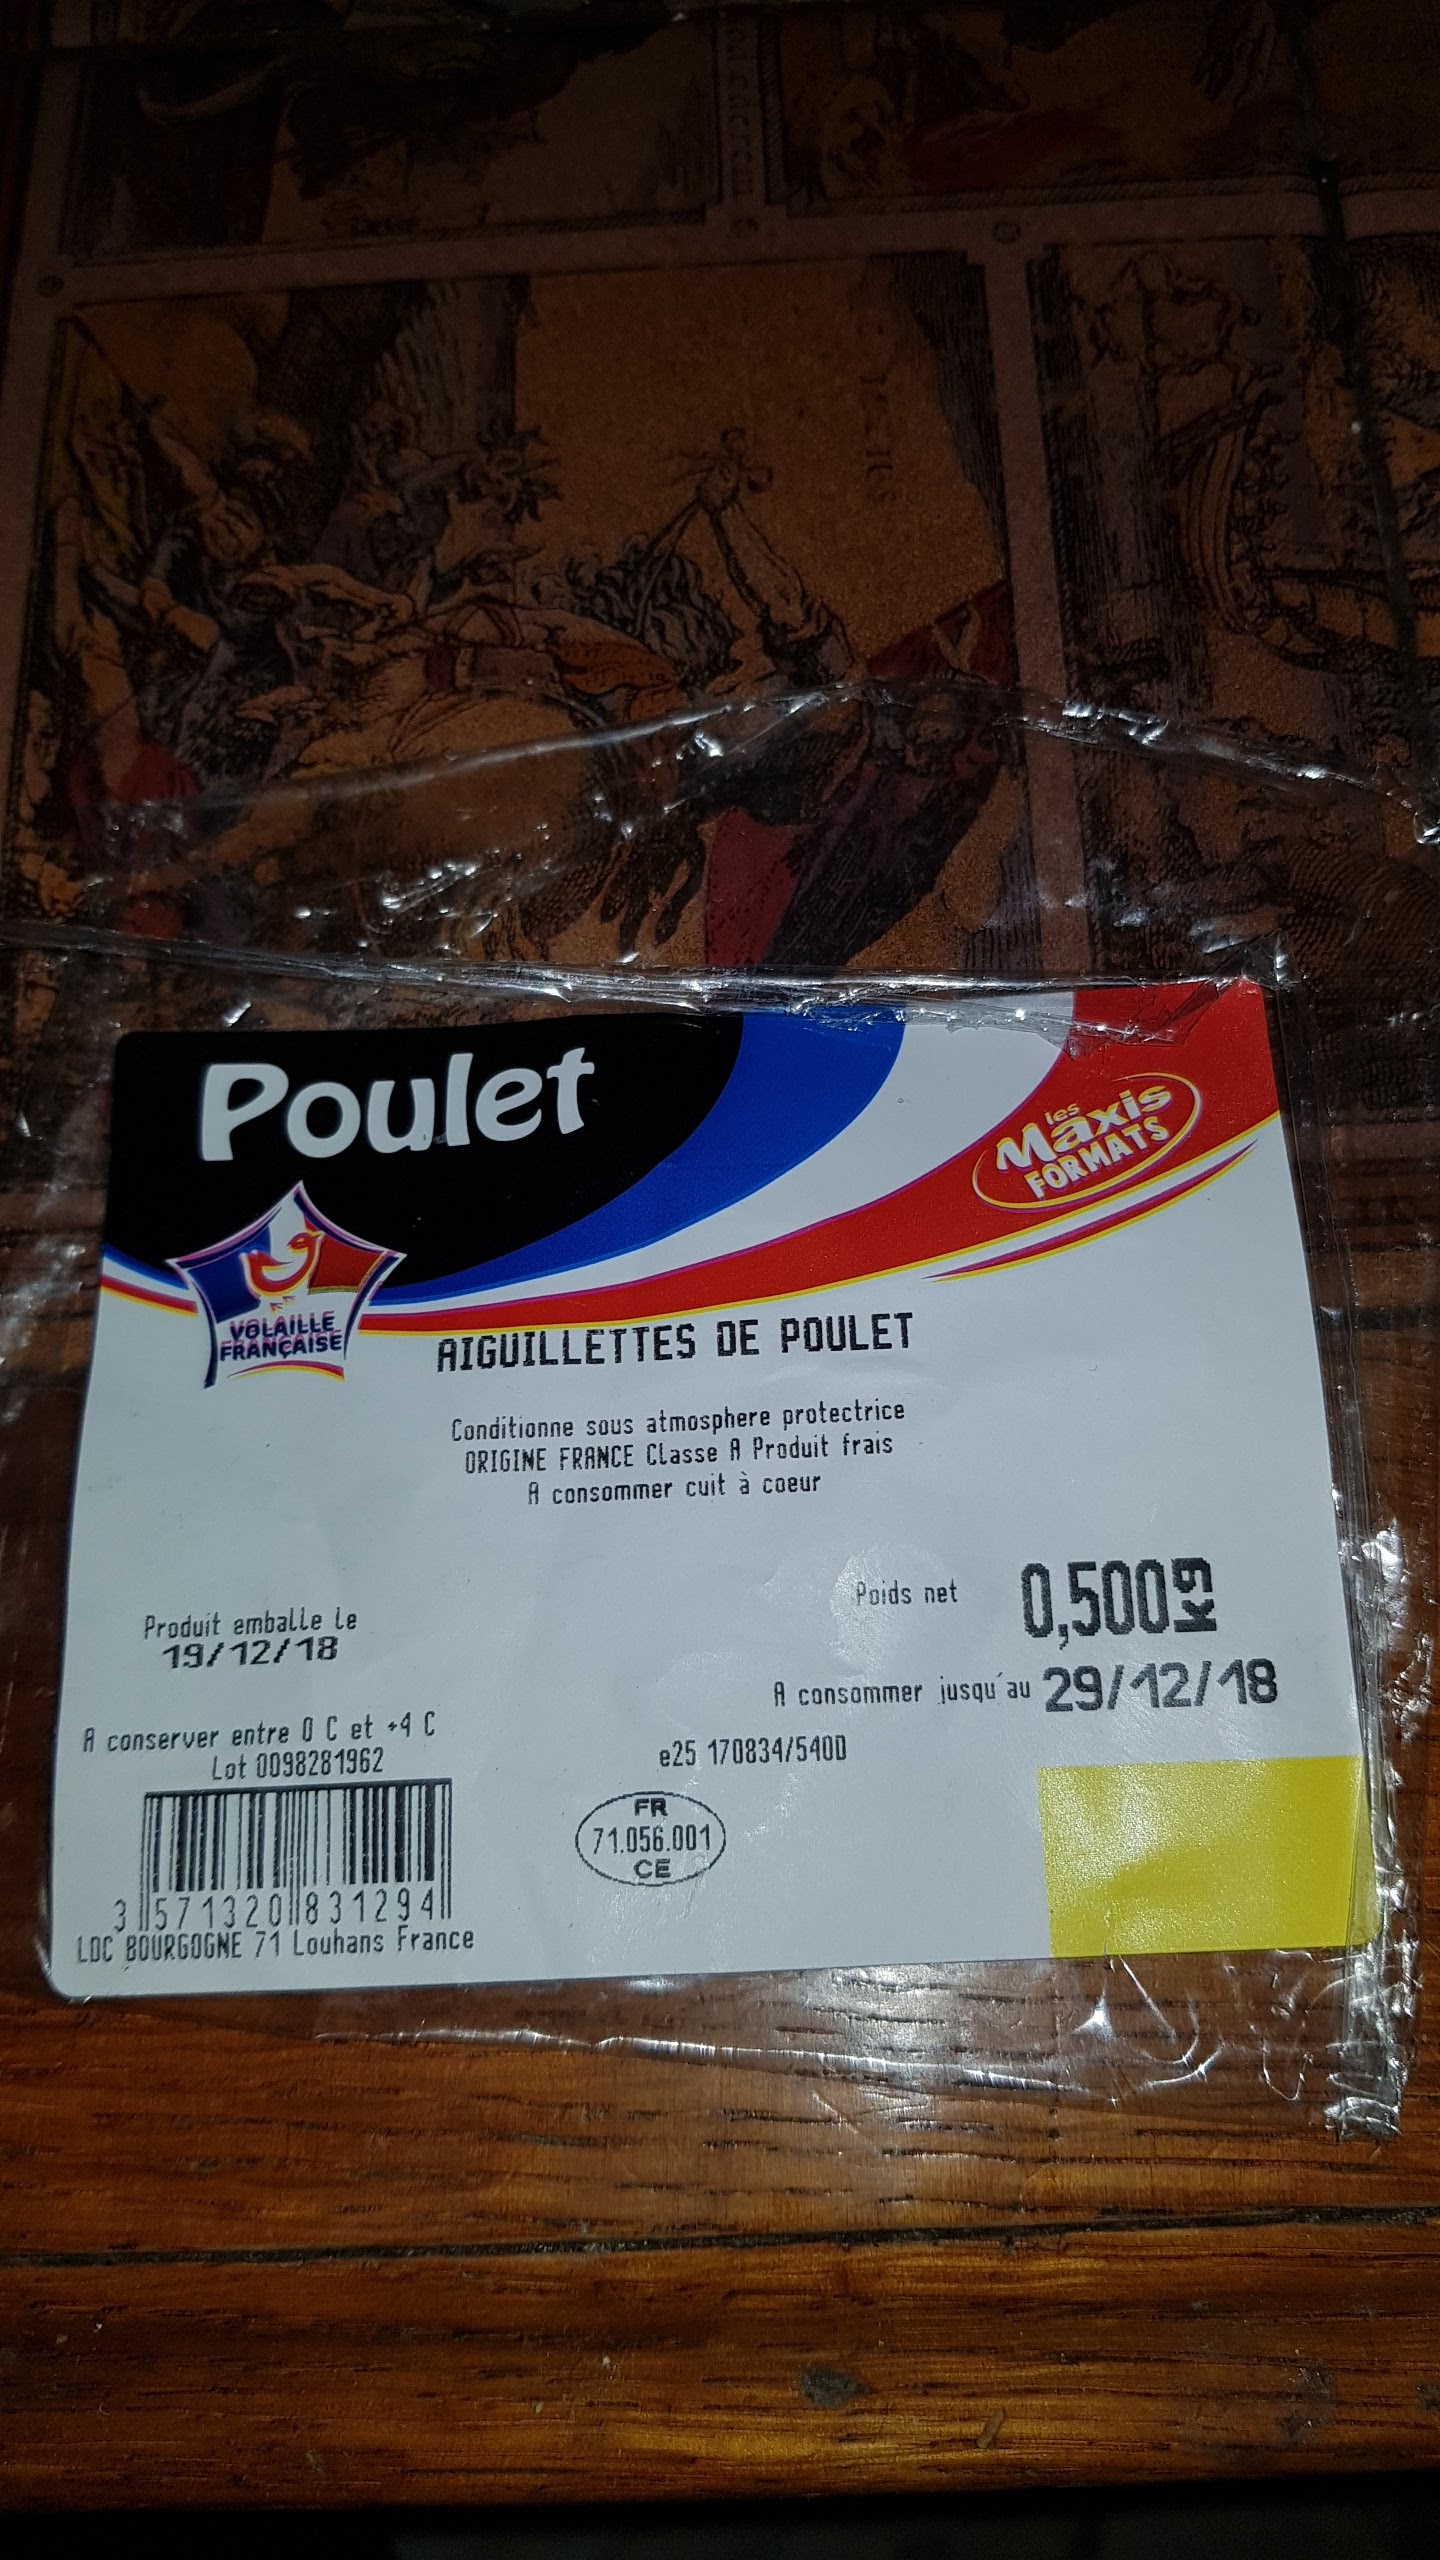 Poulet
les
Maxis
FORMATS
VOLAILLE
FRANÇAISE
AIGUILLETTES DE POULET
Conditionne sous atmosphere protectrice
ORIGINE FRANCE Classe A Produit frais
A consommer cuit à coeur
Poids net 0,500kg
Produit emballe le
19/12/18
A consommer jusqu'au 29/12/18
A conserver entre 0 C et +4 C
Lot 0098281962
e25 170834/540D
FR
71.056.001
CE
3 571320 831294
LDC BOURGOGNE 71 Louhans France